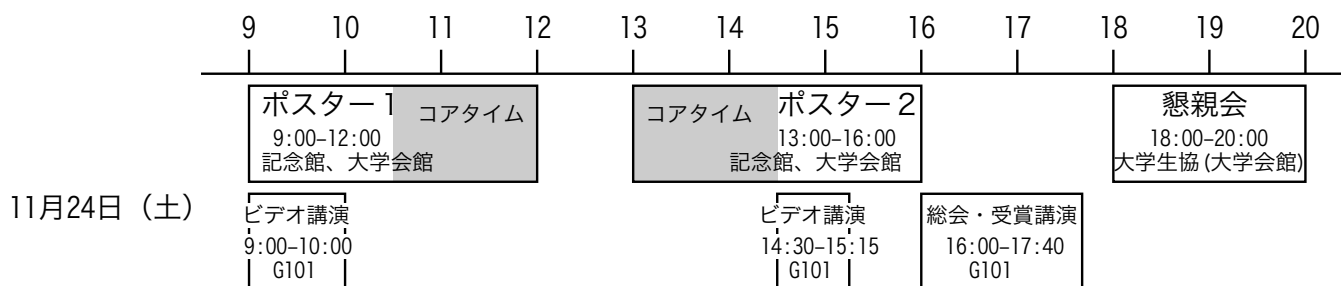 9 10 11 12 13 14 15 16 17 18 19 20
ポスター1 コアタイム コアタイム ポスター2 懇親会
9:00–12:00 13:00–16:00 18:00–20:00
記念館、大学会館 記念館、大学会館 大学生協(大学会館)
11月24日(土)
ビデオ講演 ビデオ講演 総会・受賞講演
9:00–10:00 14:30–15:15 16:00–17:40
G101 G101 G101